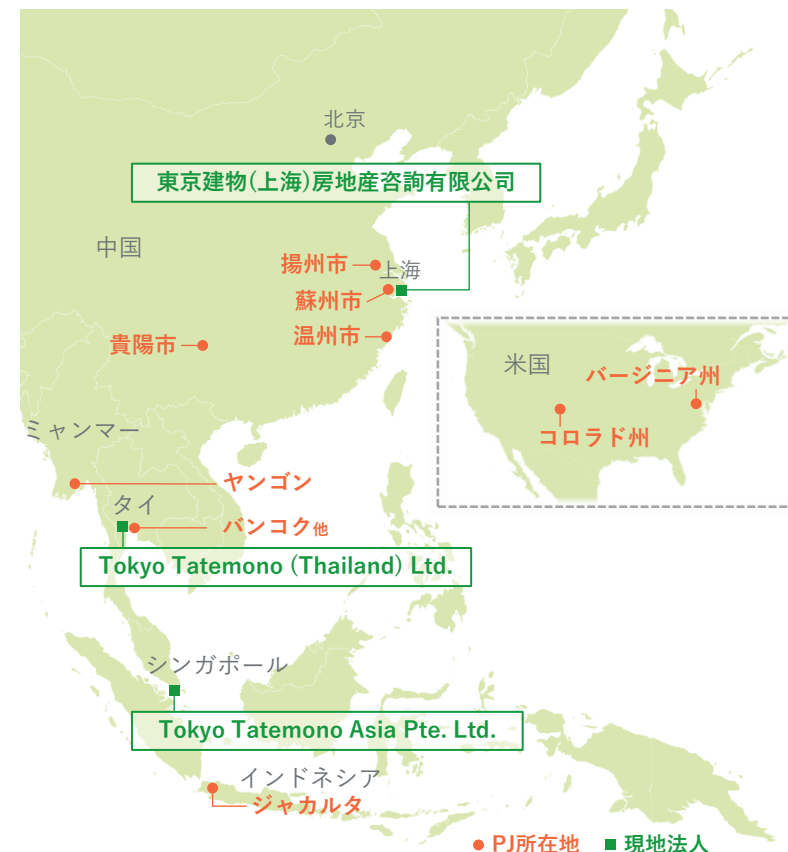 北京
東京建物(上海)房地産咨詢有限公司
中国
揚州市
上海
蘇州市
温州市
貴陽市
米国
バージニア州
コロラド州
ミャンマー
ヤンゴン
タイ
バンコク他
Tokyo Tatemono (Thailand) Ltd.
シンガポール
Tokyo Tatemono Asia Pte. Ltd.
インドネシア
ジャカルタ
PJ所在地 現地法人